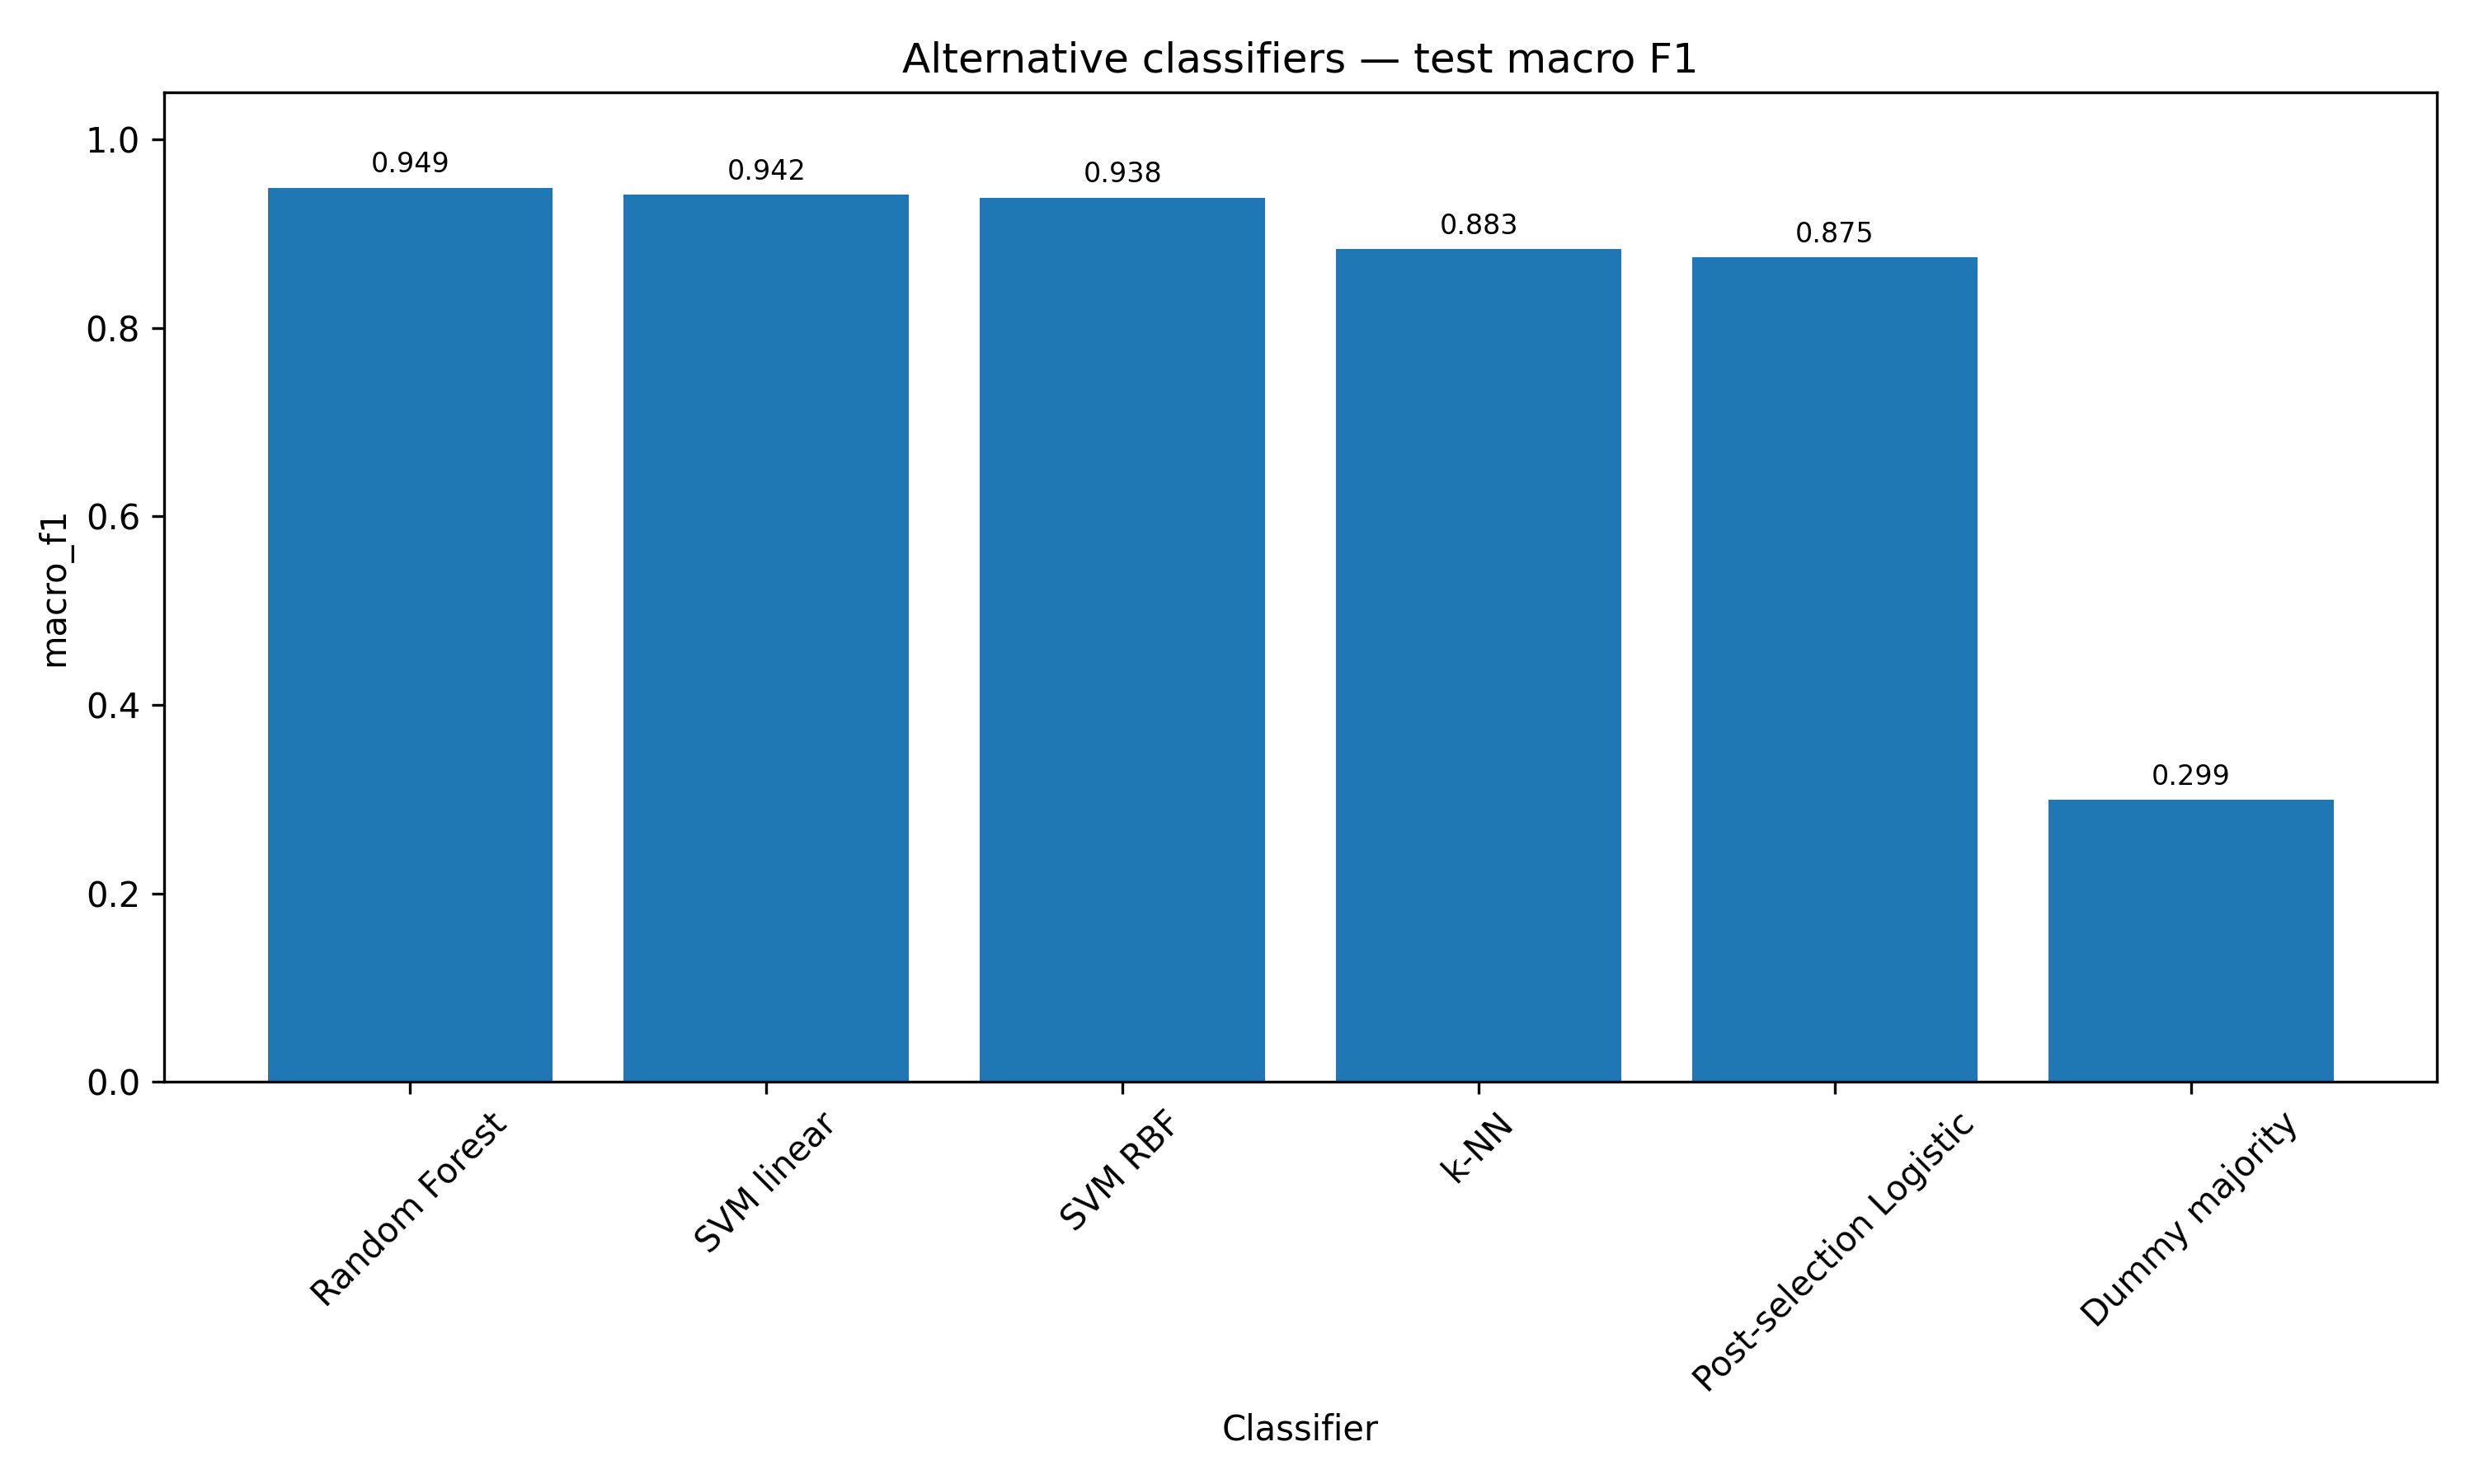 Alternative classifiers — test macro F1
macro_f1
1.0
0.8
0.6
0.4
0.2
0.0
0.949
0.942
0.938
0.883
0.875
0.299
Random Forest
SVM linear
SVM RBF
k-NN
Post-selection Logistic
Dummy majority
Classifier